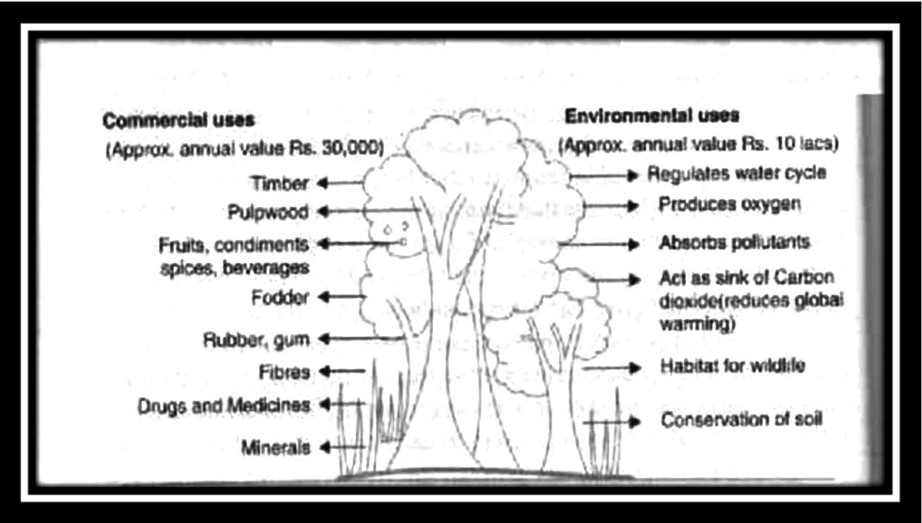 Commercial uses
(Approx. annual value Rs. 30,000)
Timber
Pulpwood
Fruits, condiments
spices, beverages
Fodder
Rubber, gum
Fibres
Drugs and Medicines
Minerals
Environmental uses
(Approx. annual value Rs. 10 lacs)
Regulates water cycle
Produces oxygen
Absorbs pollutants
Act as sink of Carbon
dioxide(reduces global
warming)
Habitat for wildlife
Conservation of soil